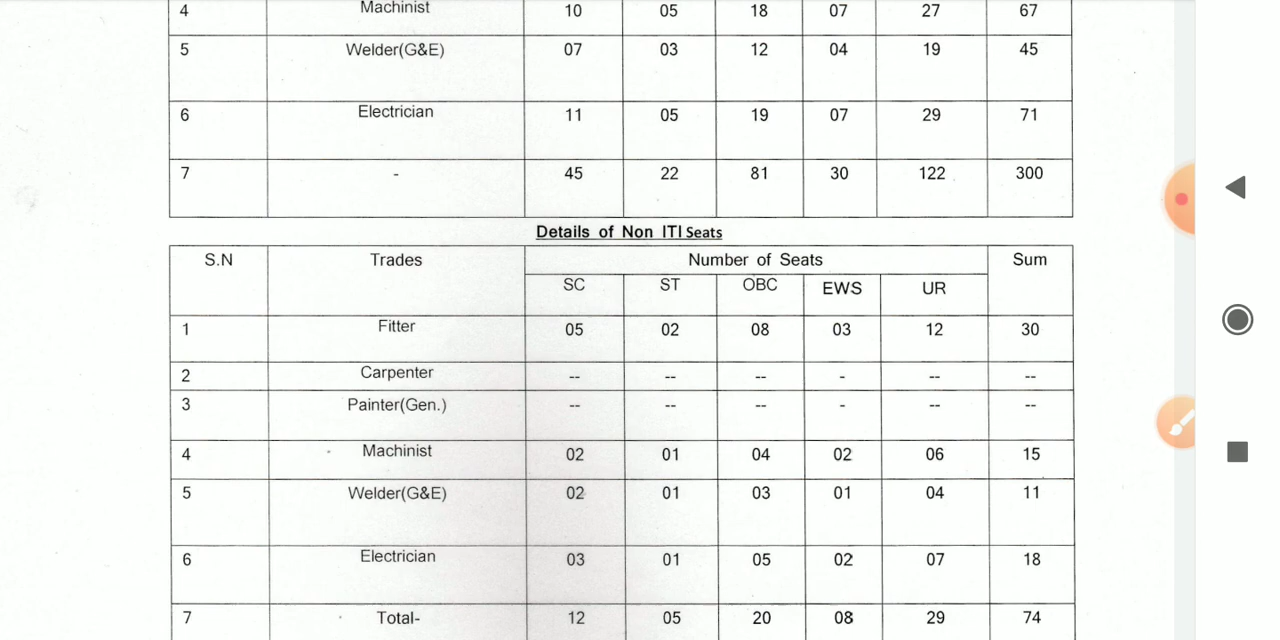 4 Machinist 10 05 18 07 27 67
5 Welder(G&E) 07 03 12 04 19 45
6 Electrician 11 05 19 07 29 71
7 - 45 22 81 30 122 300
Details of Non ITI Seats
S.N Trades Number of Seats Sum
SC ST OBC EWS UR
1 Fitter 05 02 08 03 12 30
2 Carpenter -- -- -- - -- --
3 Painter(Gen.) -- -- -- - -- --
4 Machinist 02 01 04 02 06 15
5 Welder(G&E) 02 01 03 01 04 11
6 Electrician 03 01 05 02 07 18
7 Total- 12 05 20 08 29 74